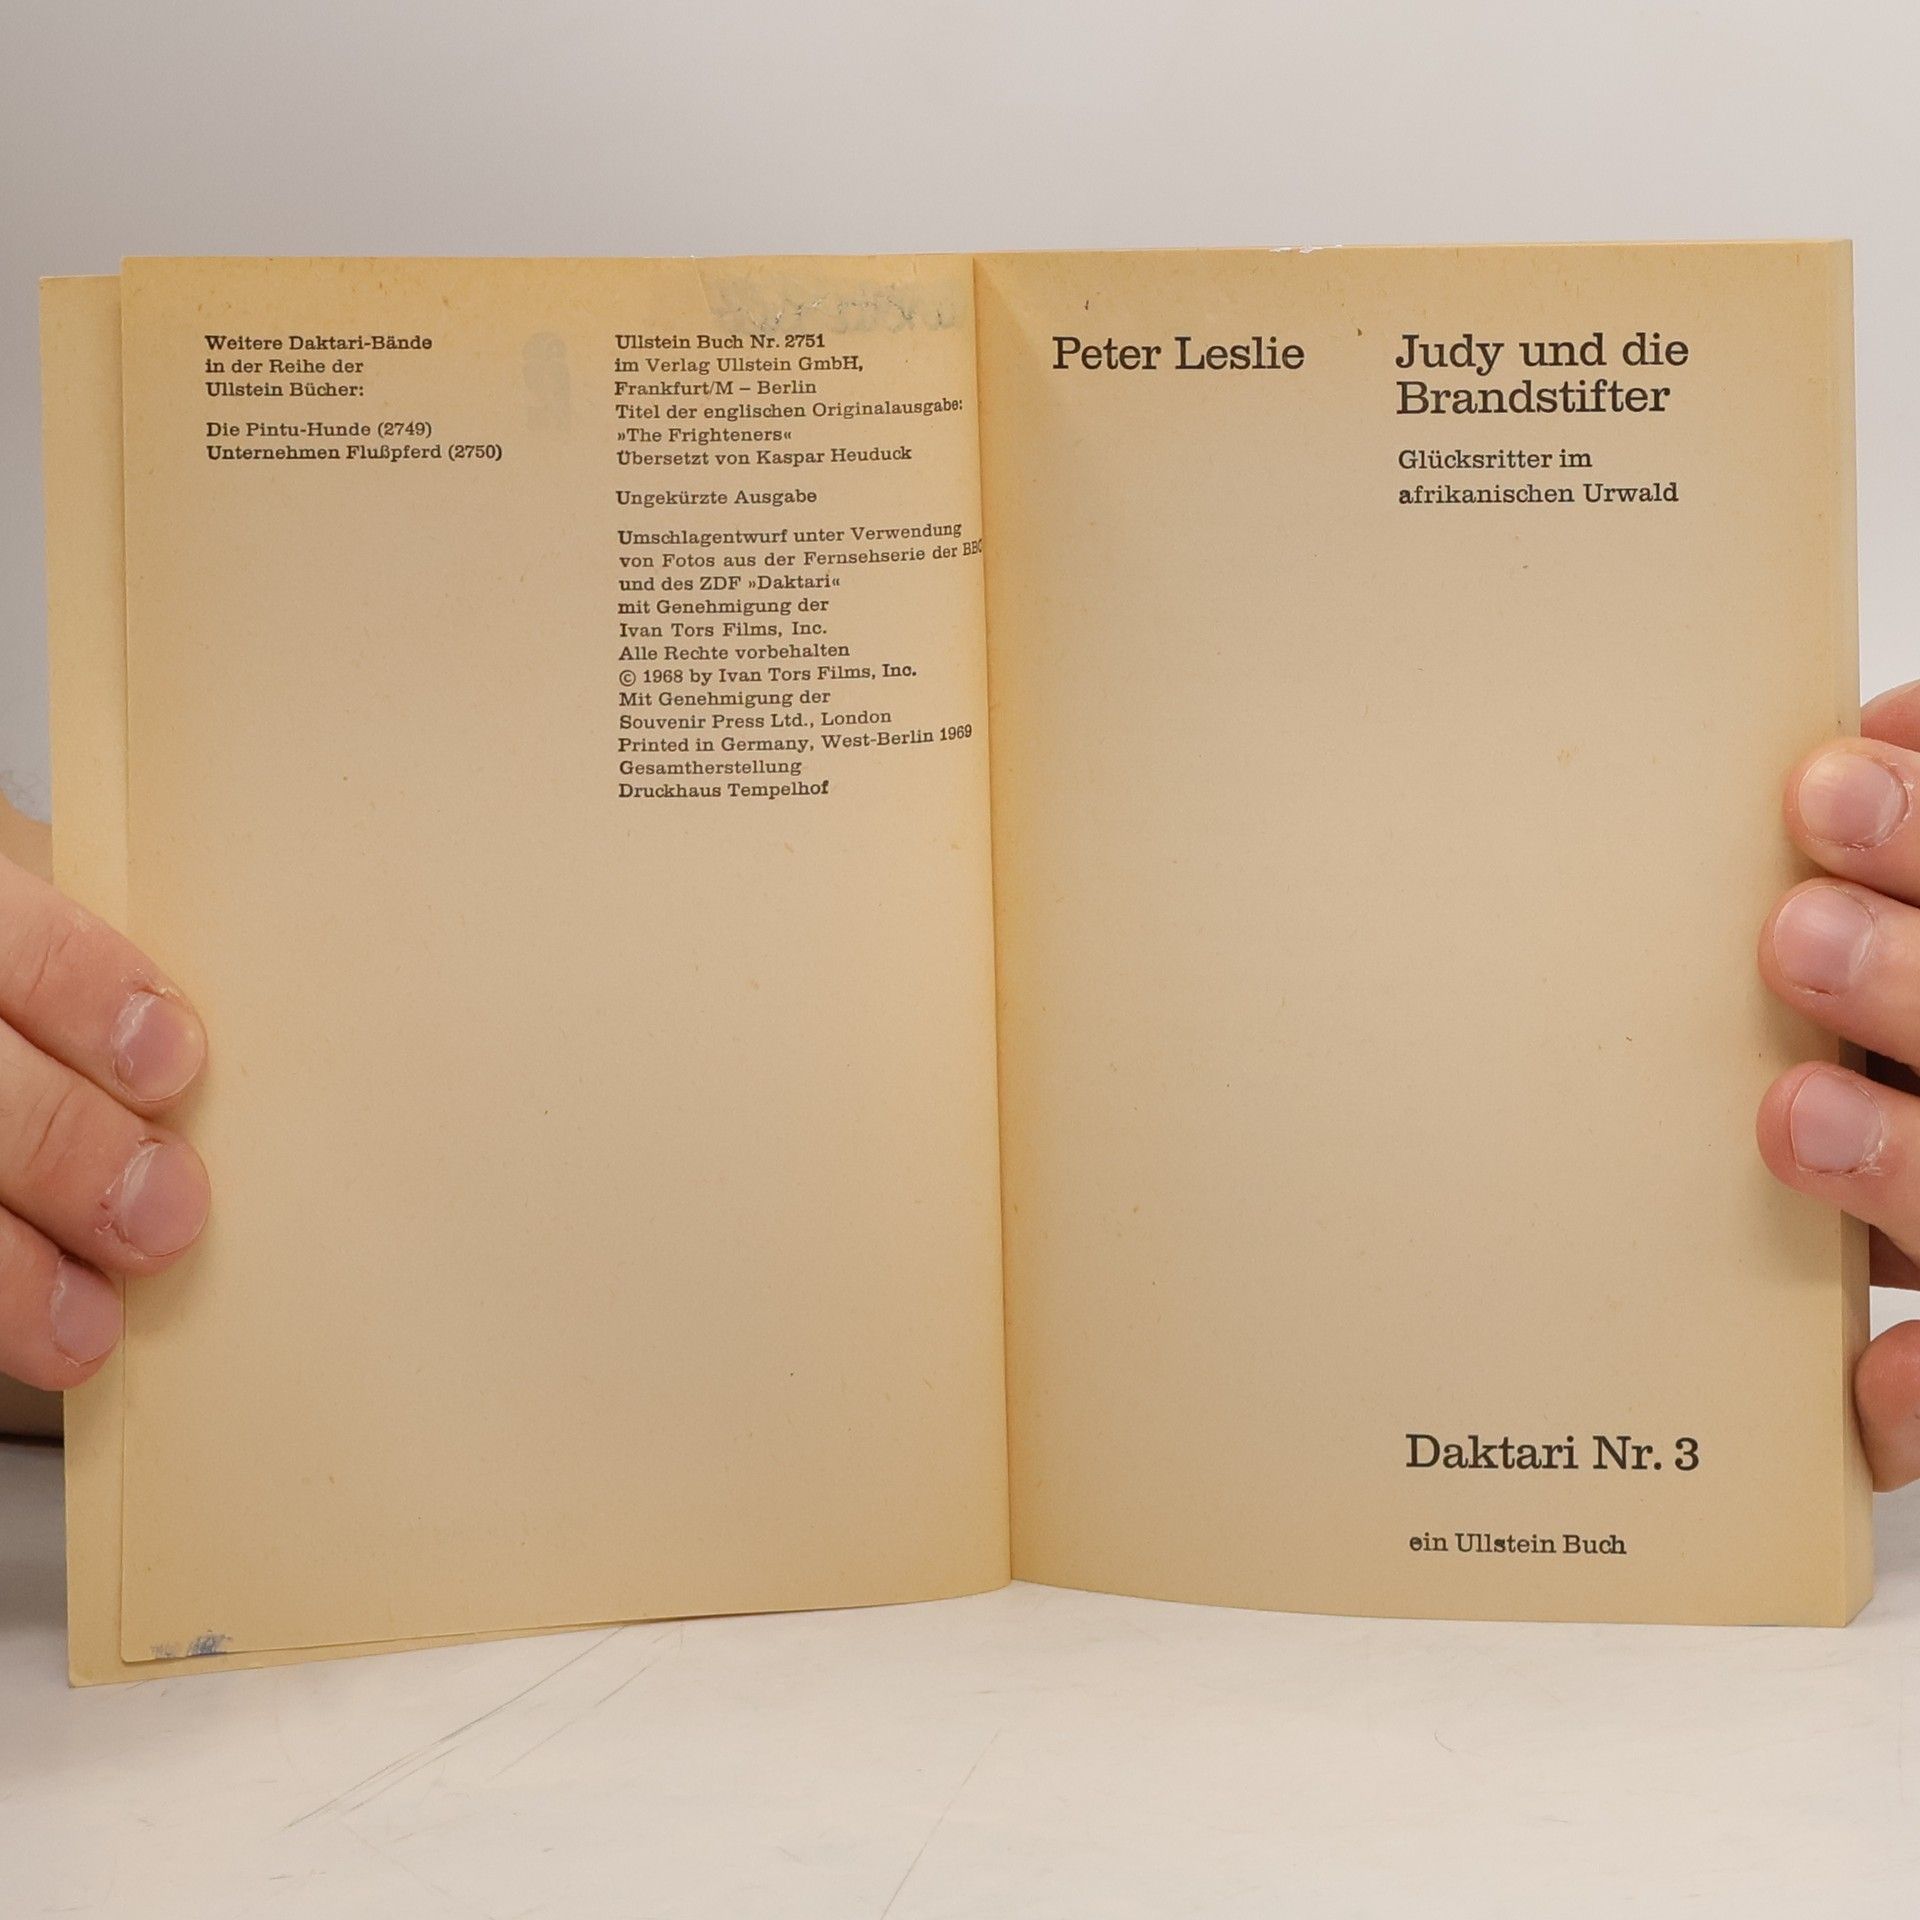 Weitere Daktari-Bände
in der Reihe der
Ullstein Bücher:
Die Pintu-Hunde (2749)
Unternehmen Flußpferd (2750)
Ullstein Buch Nr. 2751
im Verlag Ullstein GmbH,
Frankfurt/M – Berlin
Titel der englischen Originalausgabe:
»The Frighteners«
Übersetzt von Kaspar Heuduck
Ungekürzte Ausgabe
Umschlagentwurf unter Verwendung
von Fotos aus der Fernsehserie der BBC
und des ZDF »Daktari«
mit Genehmigung der
Ivan Tors Films, Inc.
Alle Rechte vorbehalten
© 1968 by Ivan Tors Films, Inc.
Mit Genehmigung der
Souvenir Press Ltd., London
Printed in Germany, West-Berlin 1969
Gesamtherstellung
Druckhaus Tempelhof
Peter Leslie
Judy und die
Brandstifter
Glücksritter im
afrikanischen Urwald
Daktari Nr. 3
ein Ullstein Buch